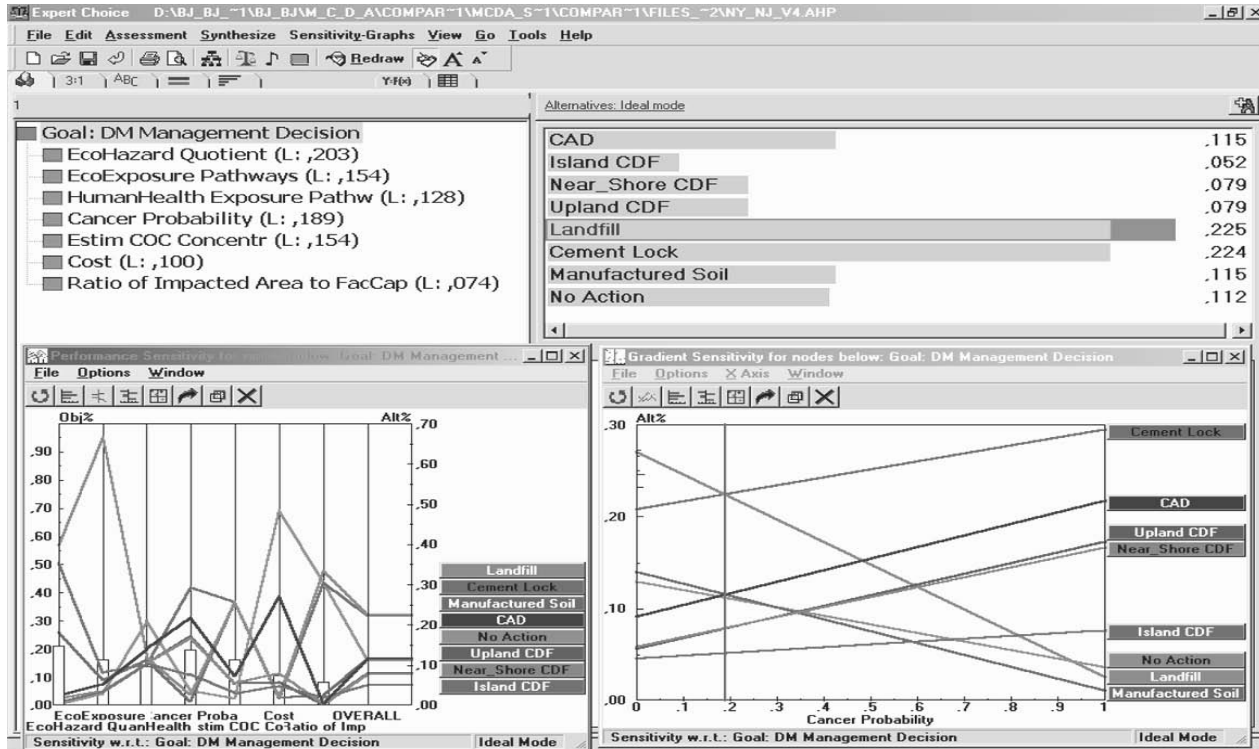 Expert Choice D:\BJ_BJ_~1\BJ_BJ\M_C_D_A\COMPAR~1\MCDA_S~1\COMPAR~1\FILES_~2\NY_NJ_V4.AHP
File Edit Assessment Synthesize Sensitivity-Graphs View Go Tools Help
Redraw A A
3:1 ABC Y:F(x)
1
Alternatives: Ideal mode
Goal: DM Management Decision
EcoHazard Quotient (L: ,203)
EcoExposure Pathways (L: ,154)
HumanHealth Exposure Pathw (L: ,128)
Cancer Probability (L: ,189)
Estim COC Concentr (L: ,154)
Cost (L: ,100)
Ratio of Impacted Area to FacCap (L: ,074)
CAD ,115
Island CDF ,052
Near_Shore CDF ,079
Upland CDF ,079
Landfill ,225
Cement Lock ,224
Manufactured Soil ,115
No Action ,112
Performance Sensitivity for nodes below: Goal: DM Management ...
File Options Window
Obj% Alt%
,90
,80
,70
,60
,50
,40
,30
,20
,10
,00
,70
,60
,50
,40
,30
,20
,10
,00
Landfill
Cement Lock
Manufactured Soil
CAD
No Action
Upland CDF
Near_Shore CDF
Island CDF
EcoExposure Cancer Proba Cost OVERALL
EcoHazard QuanHealth stim COC CoRatio of Imp
Sensitivity w.r.t.: Goal: DM Management Decision Ideal Mode
Gradient Sensitivity for nodes below: Goal: DM Management Decision
File Options X Axis Window
Alt%
,30
,20
,10
,00
Cement Lock
CAD
Upland CDF
Near_Shore CDF
Island CDF
No Action
Landfill
Manufactured Soil
0 ,1 ,2 ,3 ,4 ,5 ,6 ,7 ,8 ,9 1
Cancer Probability
Sensitivity w.r.t.: Goal: DM Management Decision Ideal Mode